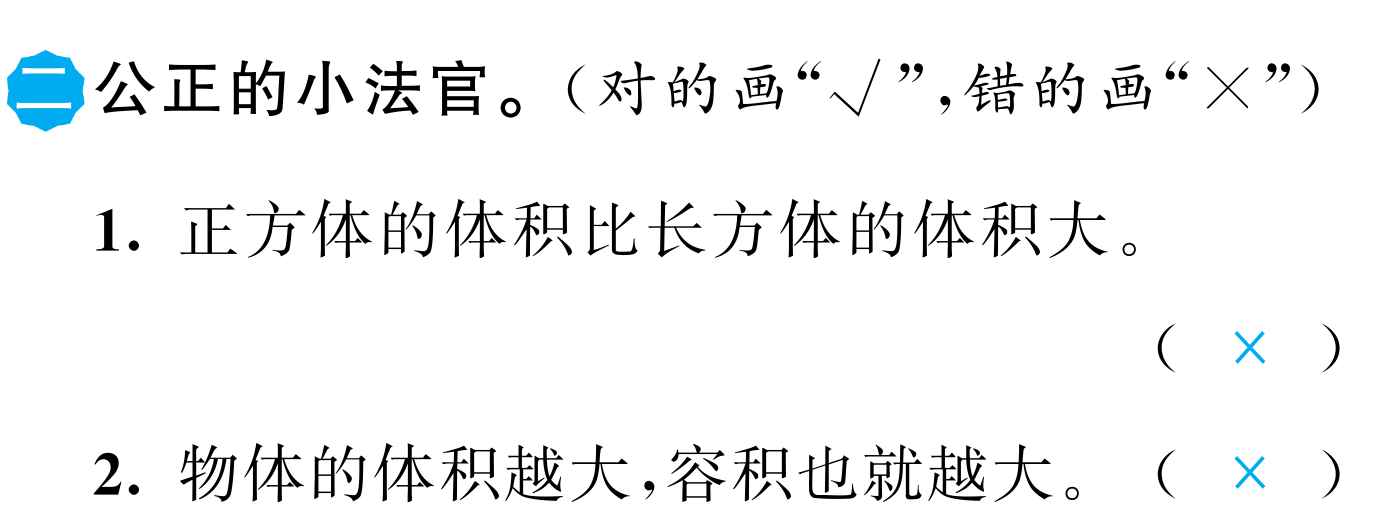 二 公正的小法官。(对的画“√”,错的画“×”)
1. 正方体的体积比长方体的体积大。
( × )
2. 物体的体积越大,容积也就越大。( × )